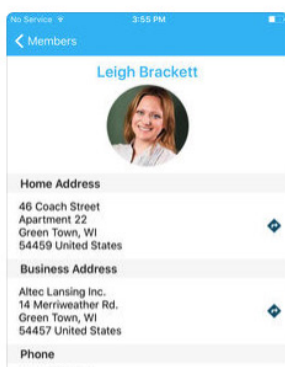 No Service
3:55 PM
Members
Leigh Brackett
Home Address
46 Coach Street
Apartment 22
Green Town, WI
54459 United States
Business Address
Altec Lansing Inc.
14 Merriweather Rd.
Green Town, WI
54457 United States
Phone